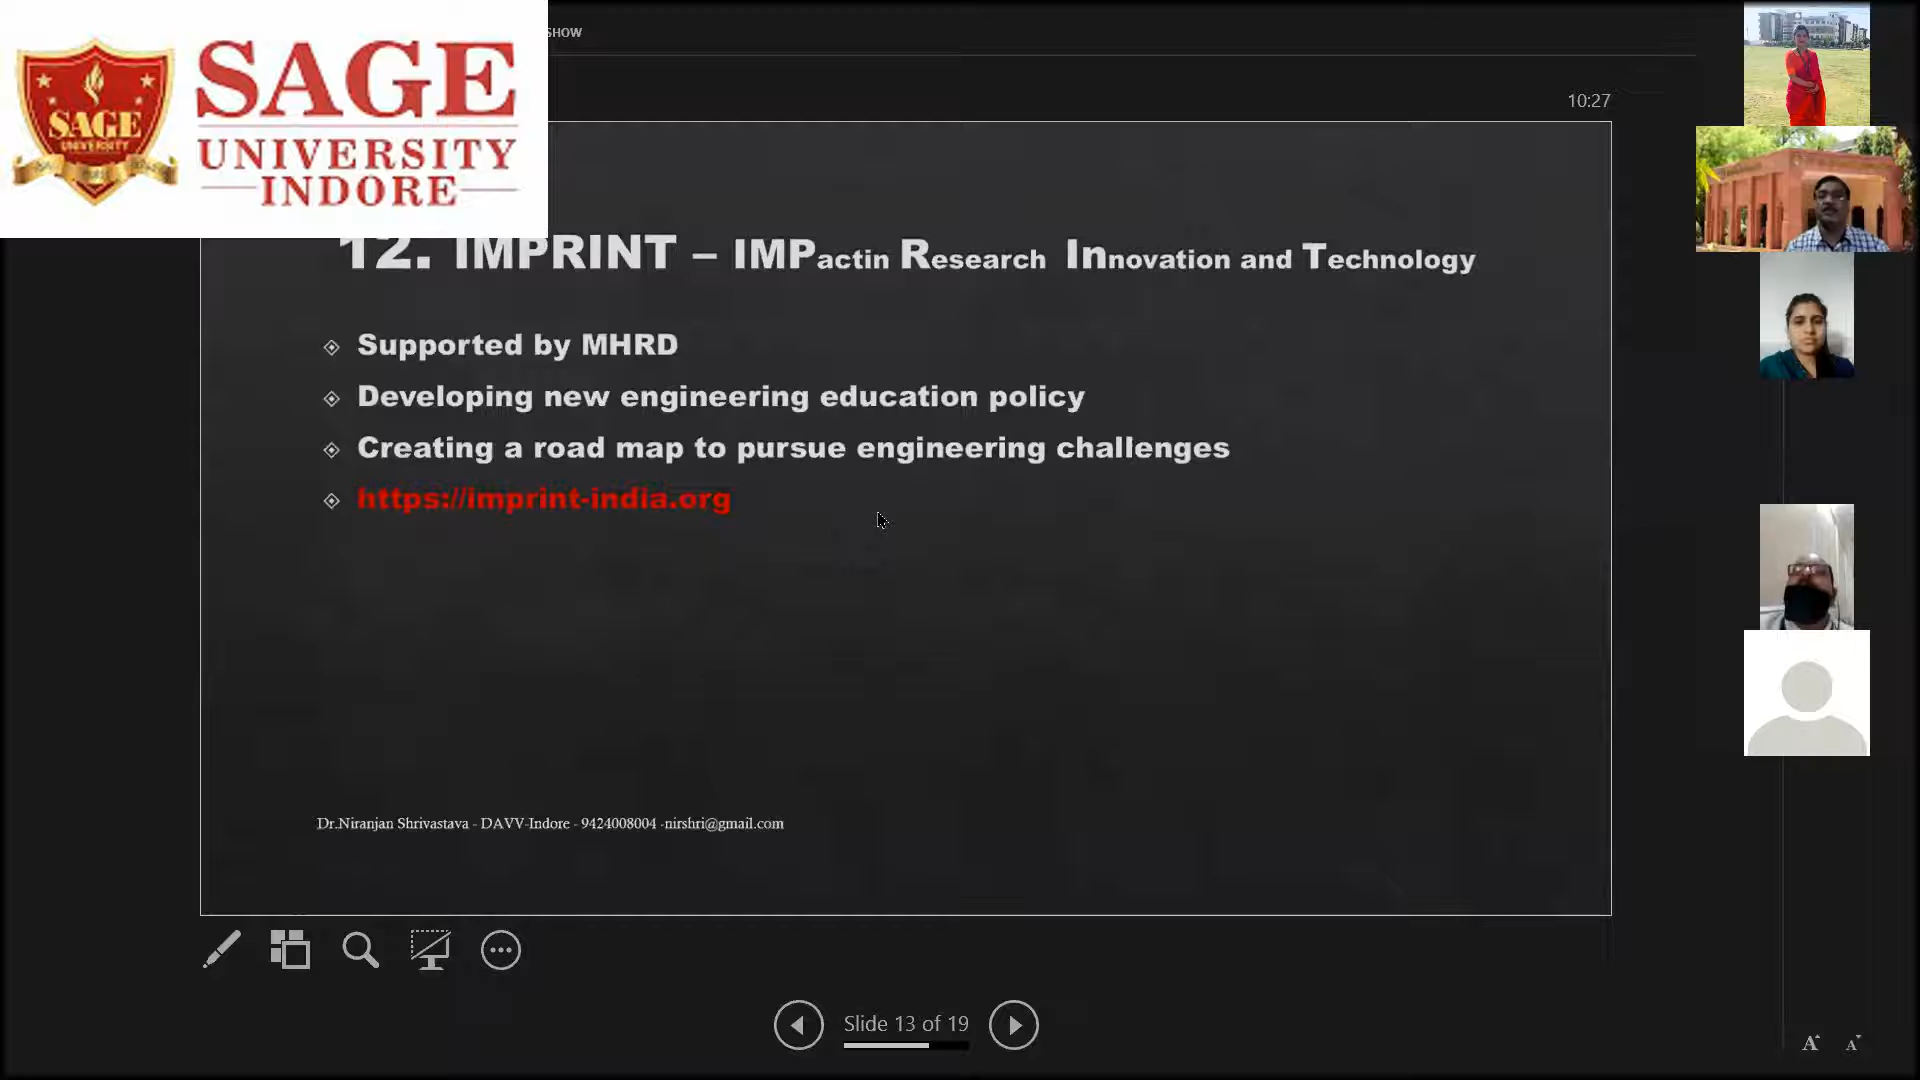 SAGE
UNIVERSITY
SAGE
UNIVERSITY
INDORE
SHOW
10:27
12. IMPRINT – IMPactin Research Innovation and Technology
Supported by MHRD
Developing new engineering education policy
Creating a road map to pursue engineering challenges
https://imprint-india.org
Dr.Niranjan Shrivastava - DAVV-Indore - 9424008004 -nirshri@gmail.com
Slide 13 of 19
A A